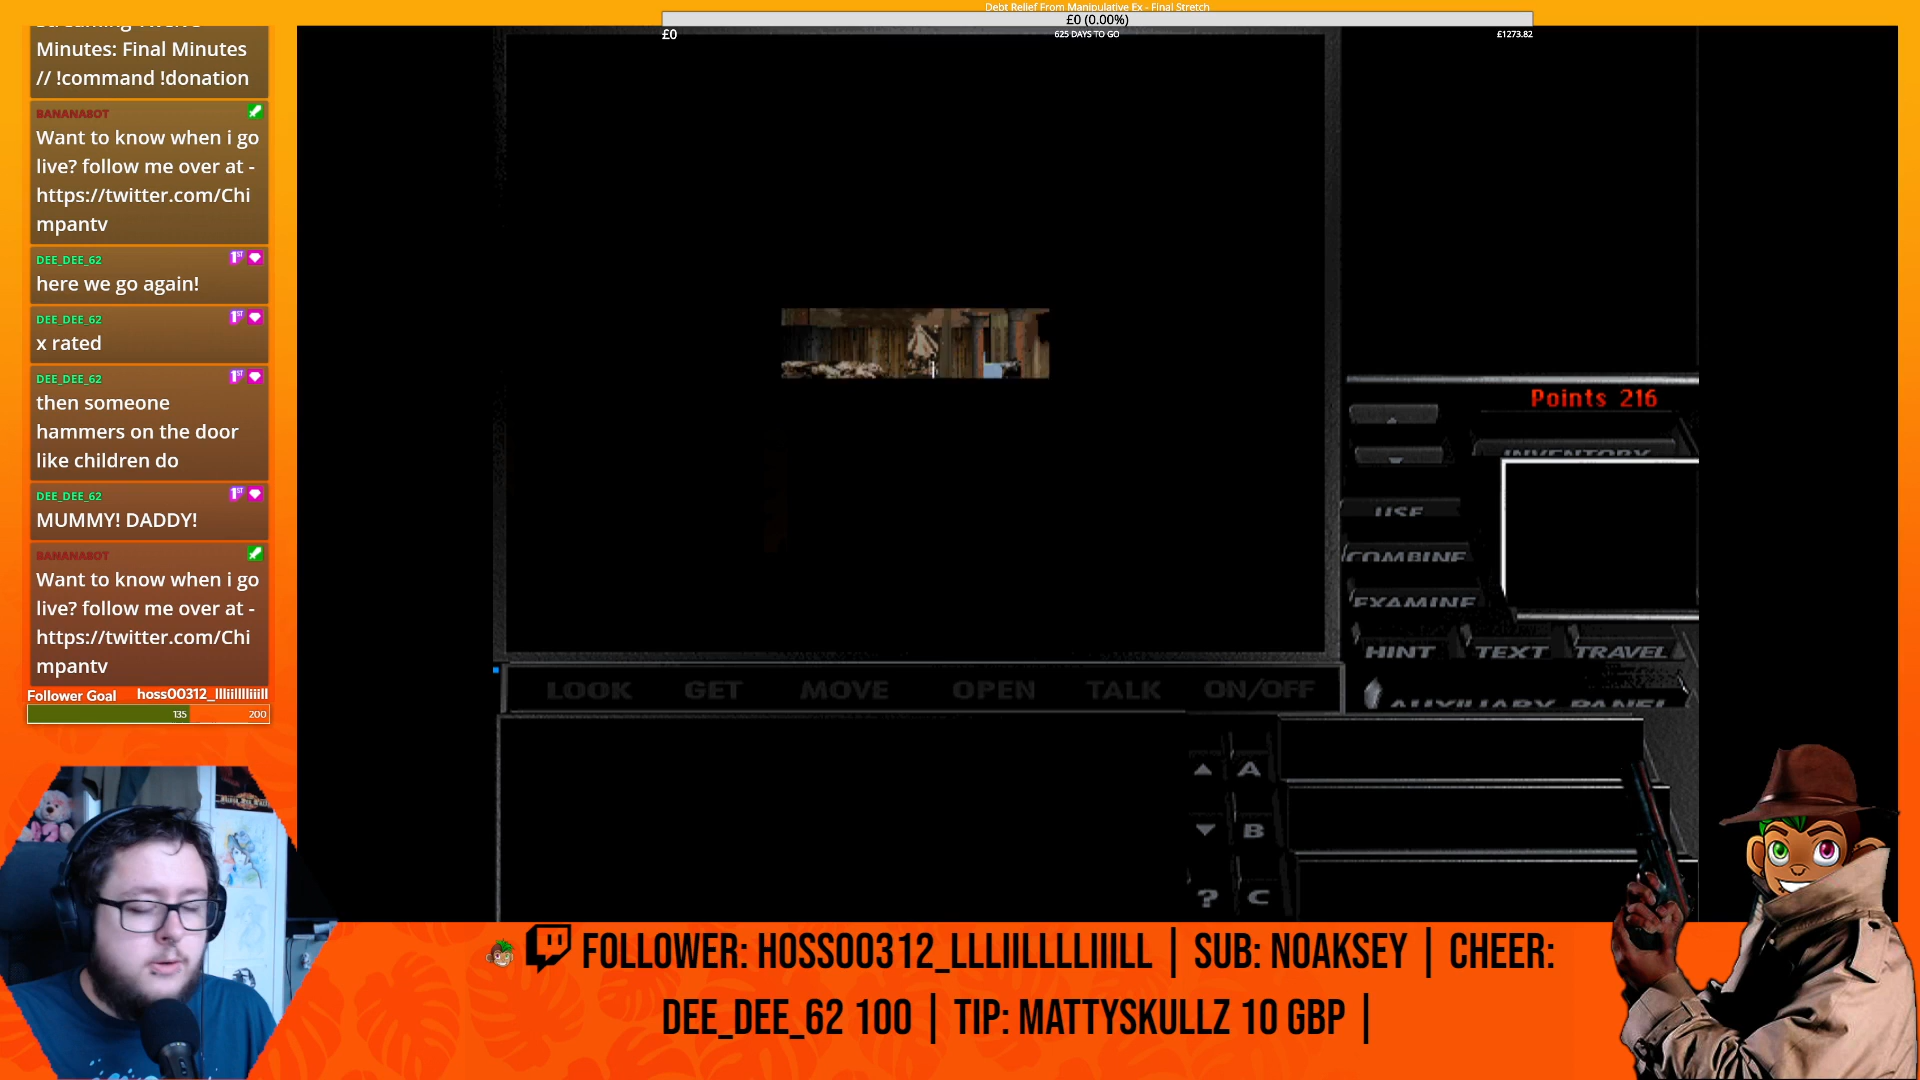 Debt Relief From Manipulative Ex - Final Stretch
£0 (0.00%)
£0
625 DAYS TO GO
£1273.82
Minutes: Final Minutes
// !command !donation
BANANABOT
Want to know when i go
live? follow me over at -
https://twitter.com/Chi
mpantv
DEE_DEE_62
here we go again!
DEE_DEE_62
x rated
DEE_DEE_62
then someone
hammers on the door
like children do
DEE_DEE_62
MUMMY! DADDY!
BANANABOT
Want to know when i go
live? follow me over at -
https://twitter.com/Chi
mpantv
Follower Goal
135
200
Points 216
INVENTORY
USE
COMBINE
EXAMINE
HINT TEXT TRAVEL
AUXILIARY PANEL
LOOK GET MOVE OPEN TALK ON/OFF
A
B
? C
FOLLOWER: HOSS00312_LLLIILLLLIIILL | SUB: NOAKSEY | CHEER:
DEE_DEE_62 100 | TIP: MATTYSKULLZ 10 GBP |